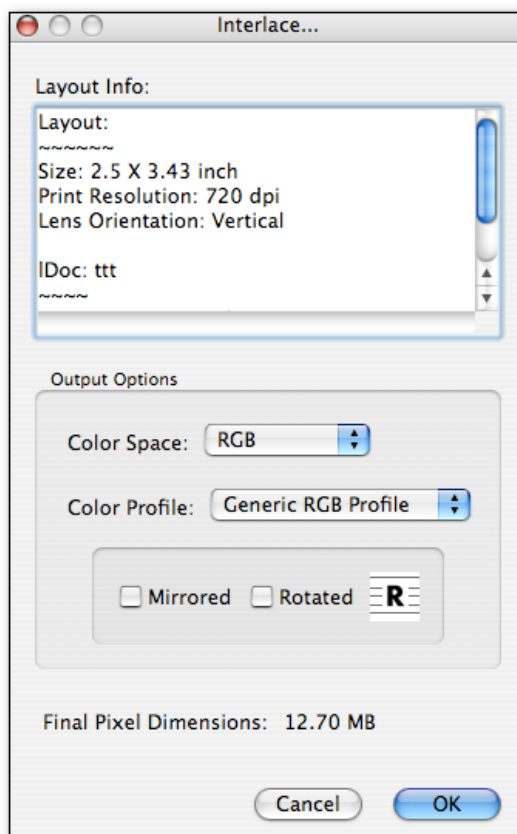 Interlace...
Layout Info:
Layout:
~~~~~~
Size: 2.5 X 3.43 inch
Print Resolution: 720 dpi
Lens Orientation: Vertical
lDoc: ttt
~~~~
Output Options
Color Space: RGB
Color Profile: Generic RGB Profile
Mirrored Rotated R
Final Pixel Dimensions: 12.70 MB
Cancel OK